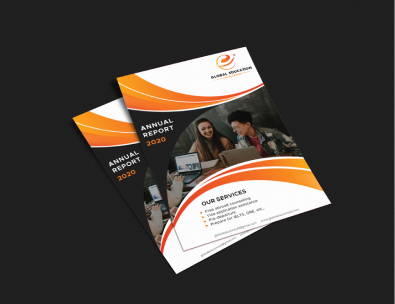 GLOBAL EDUCATION
ANNUAL
REPORT
2020
OUR SERVICES
Free abroad counselling
Visa application assistance
Pre-departure
Prepare for IELTS, GRE, etc..
ANNUAL
REPORT
2020